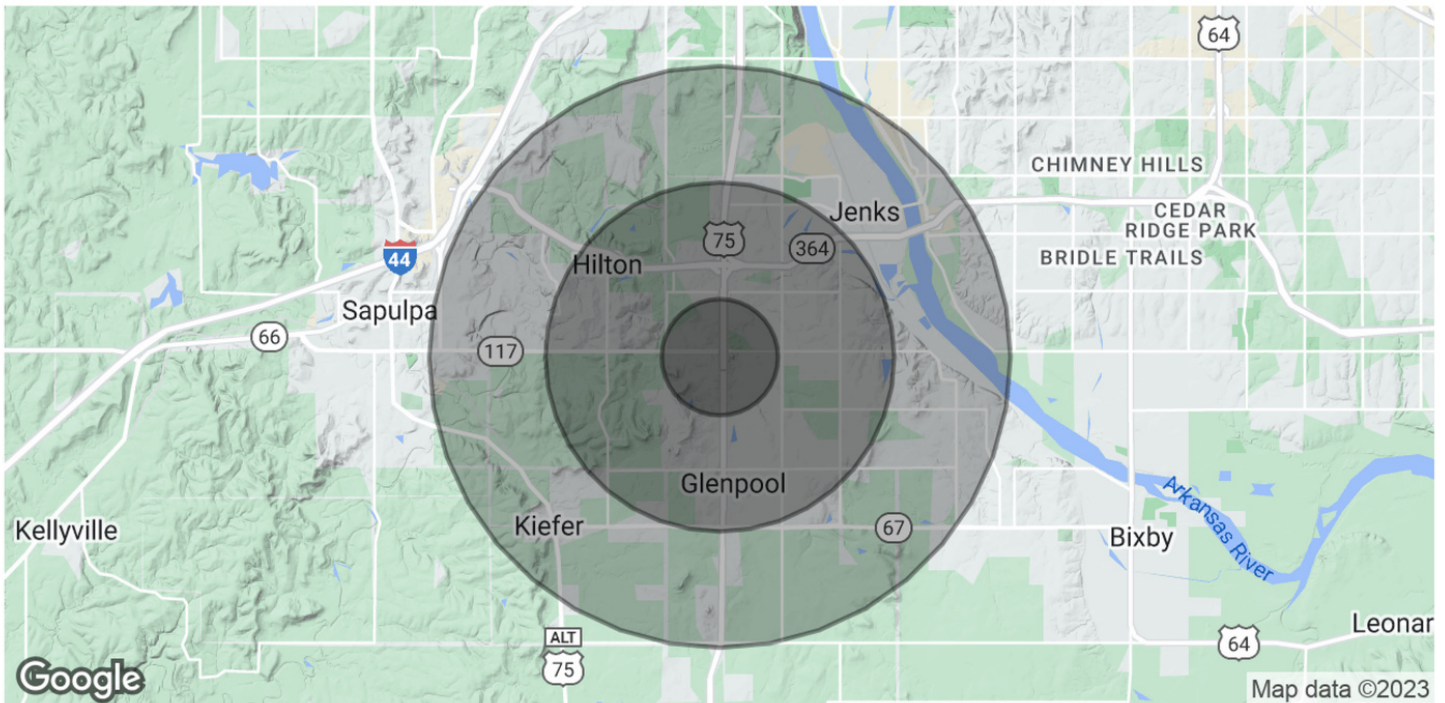 64
CHIMNEY HILLS
Jenks
CEDAR
RIDGE PARK
75
364
BRIDLE TRAILS
44
Hilton
Sapulpa
66
117
Glenpool
Kiefer
67
Kellyville
Bixby
Arkansas River
Leonar
ALT
75
64
Google
Map data ©2023